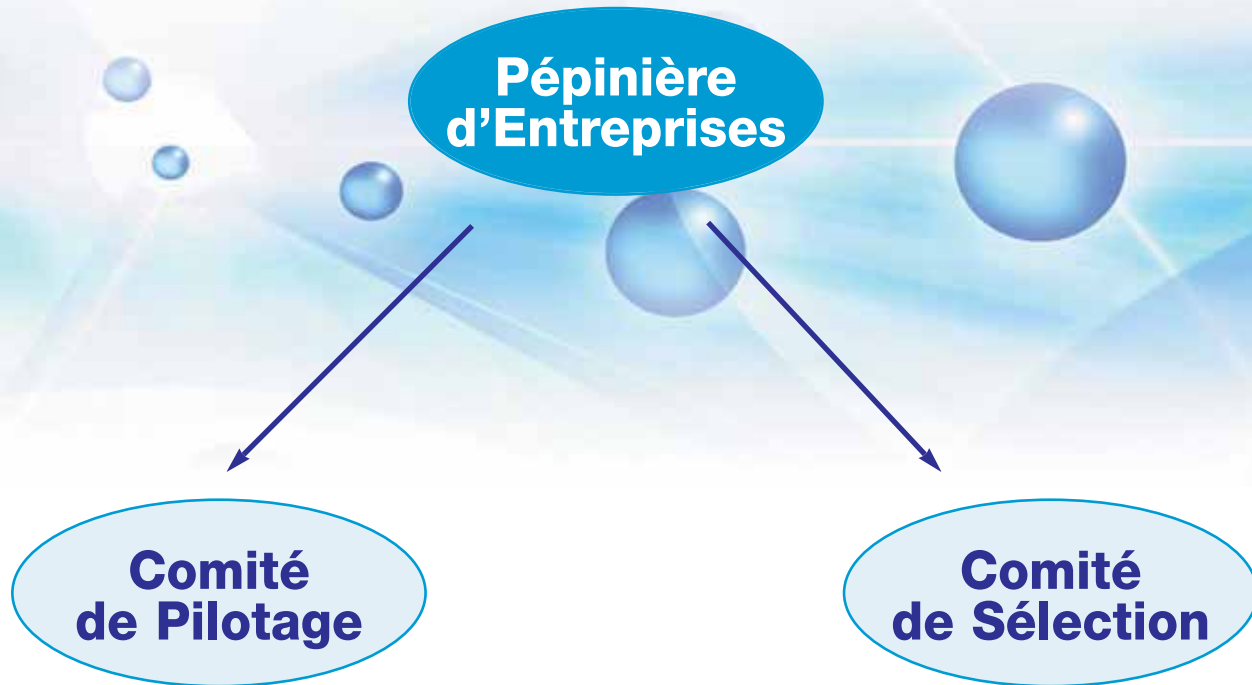 Pépinière
d’Entreprises
Comité
de Pilotage
Comité
de Sélection